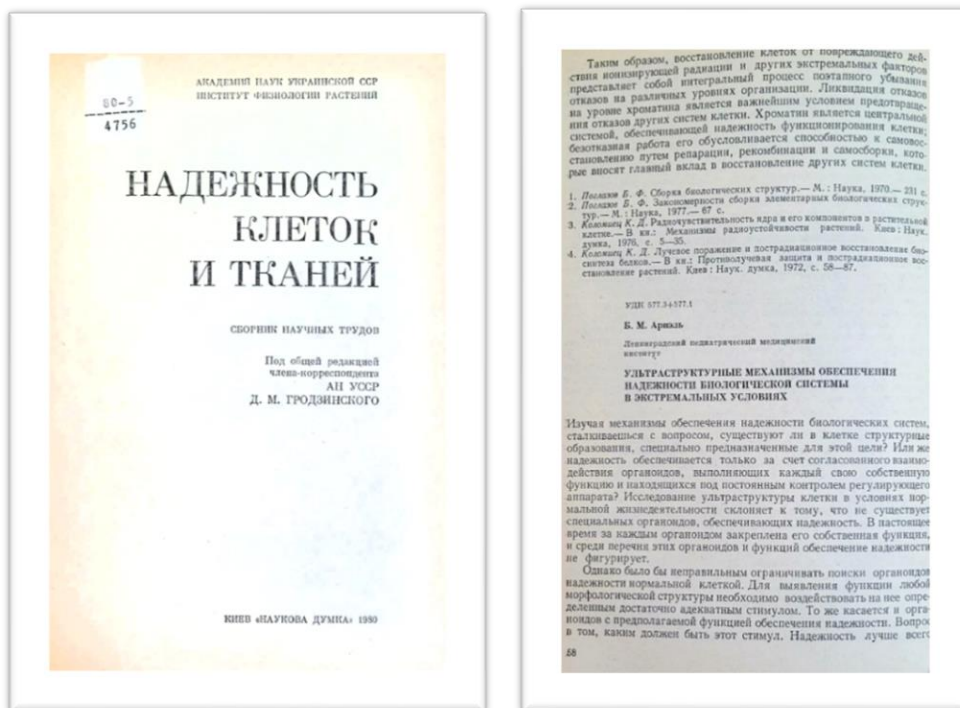 80-5
4756
АКАДЕМИЯ НАУК УКРАИНСКОЙ ССР
ИНСТИТУТ ФИЗИОЛОГИИ РАСТЕНИЙ
НАДЕЖНОСТЬ
КЛЕТОК
И ТКАНЕЙ
СБОРНИК НАУЧНЫХ ТРУДОВ
Под общей редакцией
члена-корреспондента
АН УССР
Д. М. ГРОДЗИНСКОГО
КИЕВ «НАУКОВА ДУМКА» 1980
Таким образом, восстановление клеток от повреждающего дей-
ствия ионизирующей радиации и других экстремальных факторов
представляет собой интегральный процесс поэтапного убывания
отказов на различных уровнях организации. Ликвидация отказов
на уровне хроматина является важнейшим условием предотвраще-
ния отказов других систем клетки. Хроматин является центральной
системой, обеспечивающей надежность функционирования клетки;
безотказная работа его обусловливается способностью к самовос-
становлению путем репарации, рекомбинации и самосборки, кото-
рые вносят главный вклад в восстановление других систем клетки.
1. Поглазов Б. Ф. Сборка биологических структур.— М. : Наука, 1970.— 231 с.
2. Поглазов Б. Ф. Закономерности сборки элементарных биологических струк-
тур.— М. : Наука, 1977.— 67 с.
3. Коломиец К. Д. Радиочувствительность ядра и его компонентов в растительной
клетке.— В кн.: Механизмы радиоустойчивости растений. Киев : Наук.
думка, 1976, с. 5—35.
4. Коломиец К. Д. Лучевое поражение и пострадиационное восстановление био-
синтеза белков.— В кн.: Противолучевая защита и пострадиационное вос-
становление растений. Киев : Наук. думка, 1972, с. 58—87.
УДК 577.3+577.1
Б. М. Ариэль
Ленинградский педиатрический медицинский
институт
УЛЬТРАСТРУКТУРНЫЕ МЕХАНИЗМЫ ОБЕСПЕЧЕНИЯ
НАДЕЖНОСТИ БИОЛОГИЧЕСКОЙ СИСТЕМЫ
В ЭКСТРЕМАЛЬНЫХ УСЛОВИЯХ
Изучая механизмы обеспечения надежности биологических систем,
сталкиваешься с вопросом, существуют ли в клетке структурные
образования, специально предназначенные для этой цели? Или же
надежность обеспечивается только за счет согласованного взаимо-
действия органоидов, выполняющих каждый свою собственную
функцию и находящихся под постоянным контролем регулирующего
аппарата? Исследование ультраструктуры клетки в условиях нор-
мальной жизнедеятельности склоняет к тому, что не существует
специальных органоидов, обеспечивающих надежность. В настоящее
время за каждым органоидом закреплена его собственная функция,
и среди перечня этих органоидов и функций обеспечение надежности
не фигурирует.
Однако было бы неправильным ограничивать поиски органоидов
надежности нормальной клеткой. Для выявления функции любой
морфологической структуры необходимо воздействовать на нее опре-
деленным достаточно адекватным стимулом. То же касается и орга-
ноидов с предполагаемой функцией обеспечения надежности. Вопрос
в том, каким должен быть этот стимул. Надежность лучше всего
58